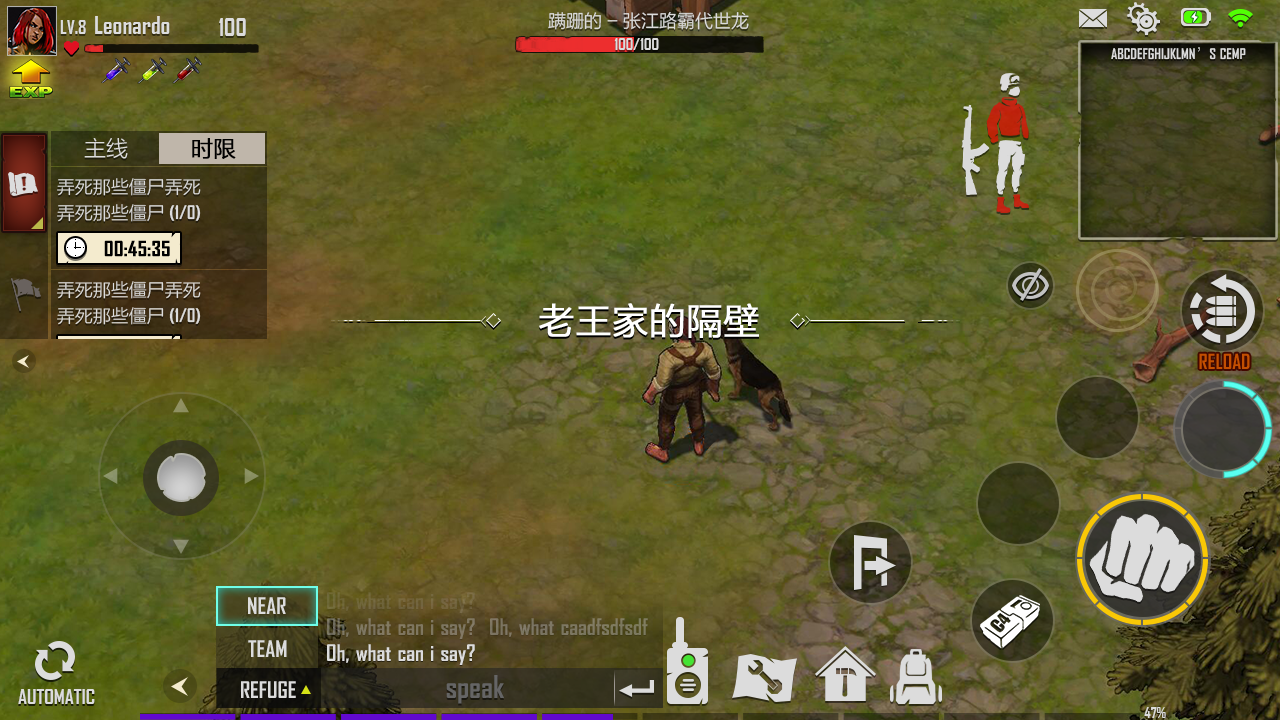 LV.8 Leonardo 100
EXP
蹒跚的 – 张江路霸代世龙
100/100
ABCDEFGHIJKLMN’S CEMP
主线 时限
弄死那些僵尸弄死
弄死那些僵尸 (1/0)
00:45:35
弄死那些僵尸弄死
弄死那些僵尸 (1/0)
老王家的隔壁
RELOAD
C4
NEAR
TEAM
REFUGE
Oh, what can i say?
Oh, what can i say? Oh, what caadfsdfsdf
Oh, what can i say?
speak
AUTOMATIC
47%